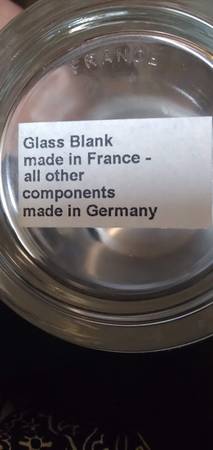 FRANCE
Glass Blank
made in France -
all other
components
made in Germany